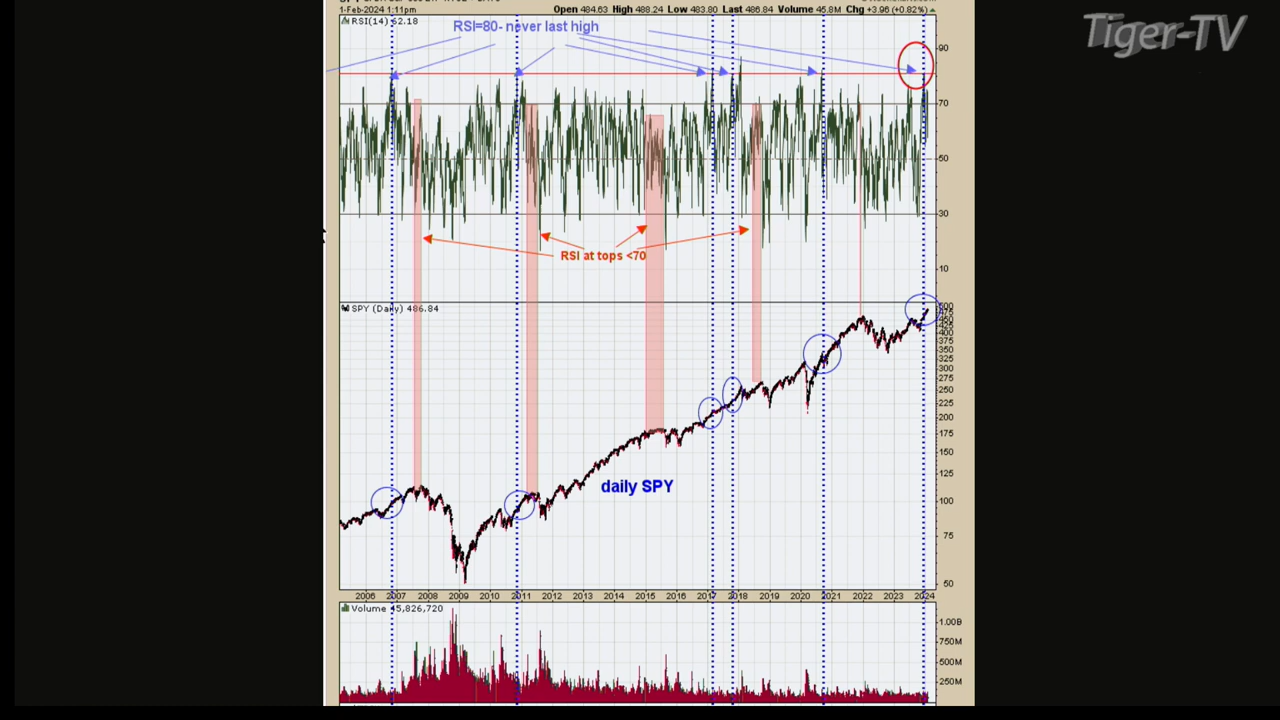 1-Feb-2024 1:11pm
Open 484.63 High 488.24 Low 483.80 Last 486.84 Volume 45.8M Chg +3.96 (+0.82%)
Tiger-TV
RSI(14) 62.18
RSI=80- never last high
90
70
50
30
10
RSI at tops <70
SPY (Daily) 486.84
500
475
450
425
400
375
350
325
300
275
250
225
200
175
150
125
100
75
50
daily SPY
2006 2007 2008 2009 2010 2011 2012 2013 2014 2015 2016 2017 2018 2019 2020 2021 2022 2023 2024
Volume 45,826,720
1.00B
750M
500M
250M